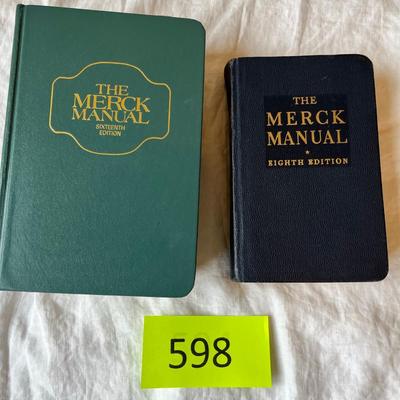 THE
MERCK
MANUAL
SIXTEENTH
EDITION
THE
MERCK
MANUAL
EIGHTH EDITION
598